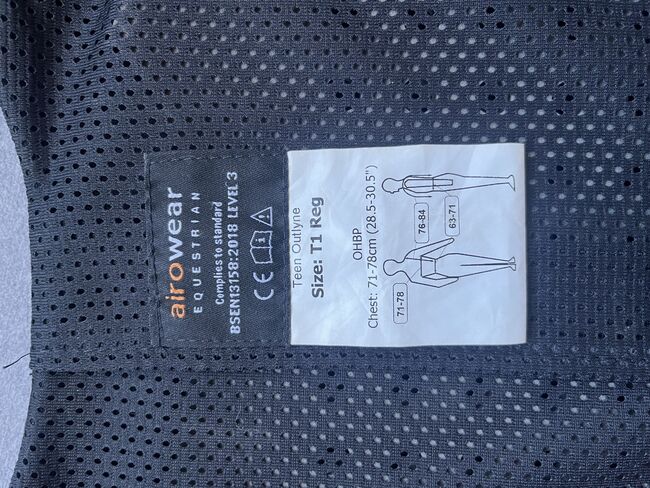 airowear
EQUESTRIAN
Complies to standard
BSEN13158:2018 LEVEL 3
CE
Teen Outlyne
Size: T1 Reg
OHBP
Chest: 71-78cm (28.5-30.5")
76-84
63-71
71-78